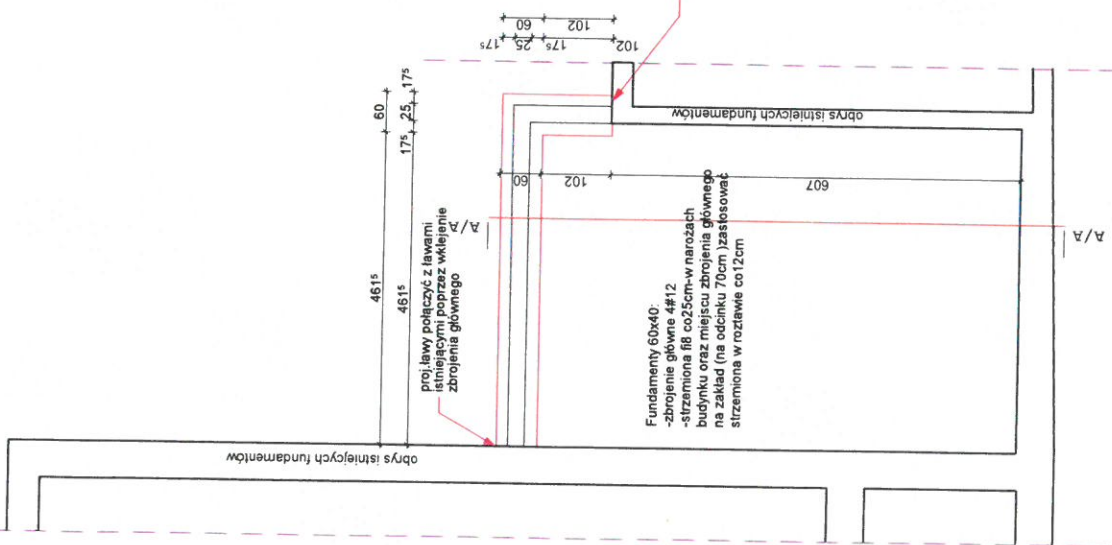 60
102
17⁵
25
17⁵
102
60
17⁵
25
17⁵
461⁵
461⁵
proj.ławy połączyć z ławami
istniejącymi poprzez wklejenie
zbrojenia głównego
60
102
607
obrys istniejących fundamentów
A/A
A/A
Fundamenty 60x40:
-zbrojenie główne 4#12
-strzemiona fi8 co25cm-w narożach
budynku oraz miejscu zbrojenia głównego
na zakład (na odcinku 70cm )zastosować
strzemiona w roztawie co12cm
obrys istniejących fundamentów